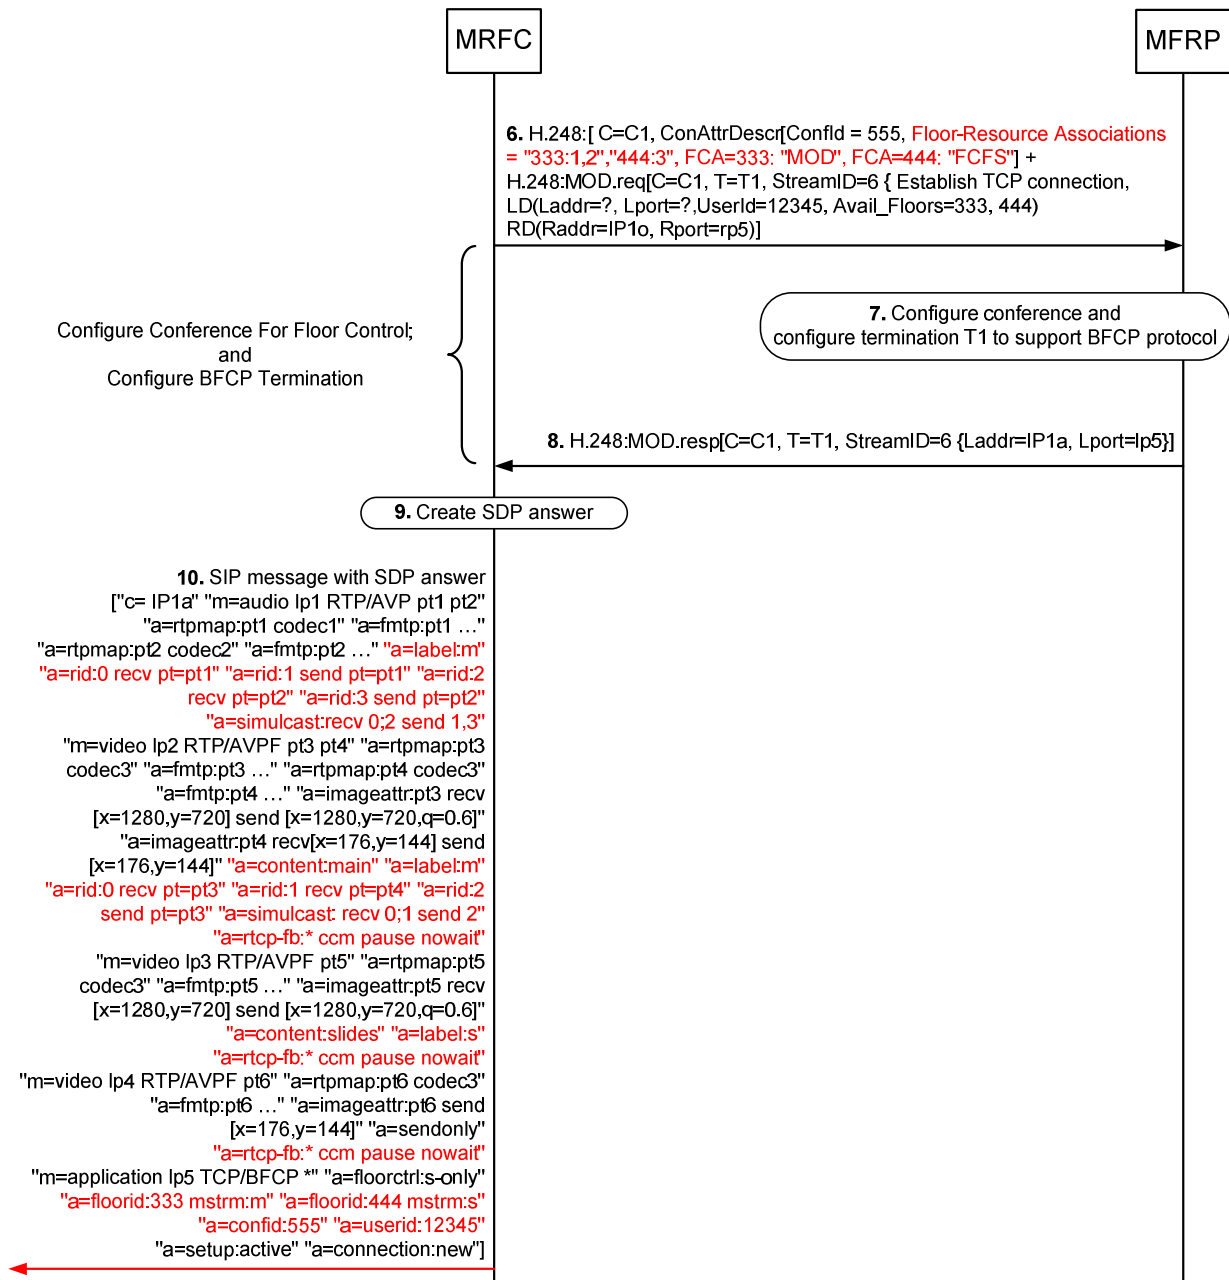 MRFC
MFRP
6. H.248:[ C=C1, ConAttrDescr[ConfId = 555, Floor-Resource Associations
= "333:1,2","444:3", FCA=333: "MOD", FCA=444: "FCFS"] +
H.248:MOD.req[C=C1, T=T1, StreamID=6 { Establish TCP connection,
LD(Laddr=?, Lport=?,UserId=12345, Avail_Floors=333, 444)
RD(Raddr=IP1o, Rport=rp5)]
Configure Conference For Floor Control;
and
Configure BFCP Termination
7. Configure conference and
configure termination T1 to support BFCP protocol
8. H.248:MOD.resp[C=C1, T=T1, StreamID=6 {Laddr=IP1a, Lport=lp5}]
9. Create SDP answer
10. SIP message with SDP answer
["c= IP1a" "m=audio lp1 RTP/AVP pt1 pt2"
"a=rtpmap:pt1 codec1" "a=fmtp:pt1 …"
"a=rtpmap:pt2 codec2" "a=fmtp:pt2 …" "a=label:m"
"a=rid:0 recv pt=pt1" "a=rid:1 send pt=pt1" "a=rid:2
recv pt=pt2" "a=rid:3 send pt=pt2"
"a=simulcast:recv 0;2 send 1,3"
"m=video lp2 RTP/AVPF pt3 pt4" "a=rtpmap:pt3
codec3" "a=fmtp:pt3 …" "a=rtpmap:pt4 codec3"
"a=fmtp:pt4 …" "a=imageattr:pt3 recv
[x=1280,y=720] send [x=1280,y=720,q=0.6]"
"a=imageattr:pt4 recv[x=176,y=144] send
[x=176,y=144]" "a=content:main" "a=label:m"
"a=rid:0 recv pt=pt3" "a=rid:1 recv pt=pt4" "a=rid:2
send pt=pt3" "a=simulcast: recv 0;1 send 2"
"a=rtcp-fb:* ccm pause nowait"
"m=video lp3 RTP/AVPF pt5" "a=rtpmap:pt5
codec3" "a=fmtp:pt5 …" "a=imageattr:pt5 recv
[x=1280,y=720] send [x=1280,y=720,q=0.6]"
"a=content:slides" "a=label:s"
"a=rtcp-fb:* ccm pause nowait"
"m=video lp4 RTP/AVPF pt6" "a=rtpmap:pt6 codec3"
"a=fmtp:pt6 …" "a=imageattr:pt6 send
[x=176,y=144]" "a=sendonly"
"a=rtcp-fb:* ccm pause nowait"
"m=application lp5 TCP/BFCP *" "a=floorctrl:s-only"
"a=floorid:333 mstrm:m" "a=floorid:444 mstrm:s"
"a=confid:555" "a=userid:12345"
"a=setup:active" "a=connection:new"]